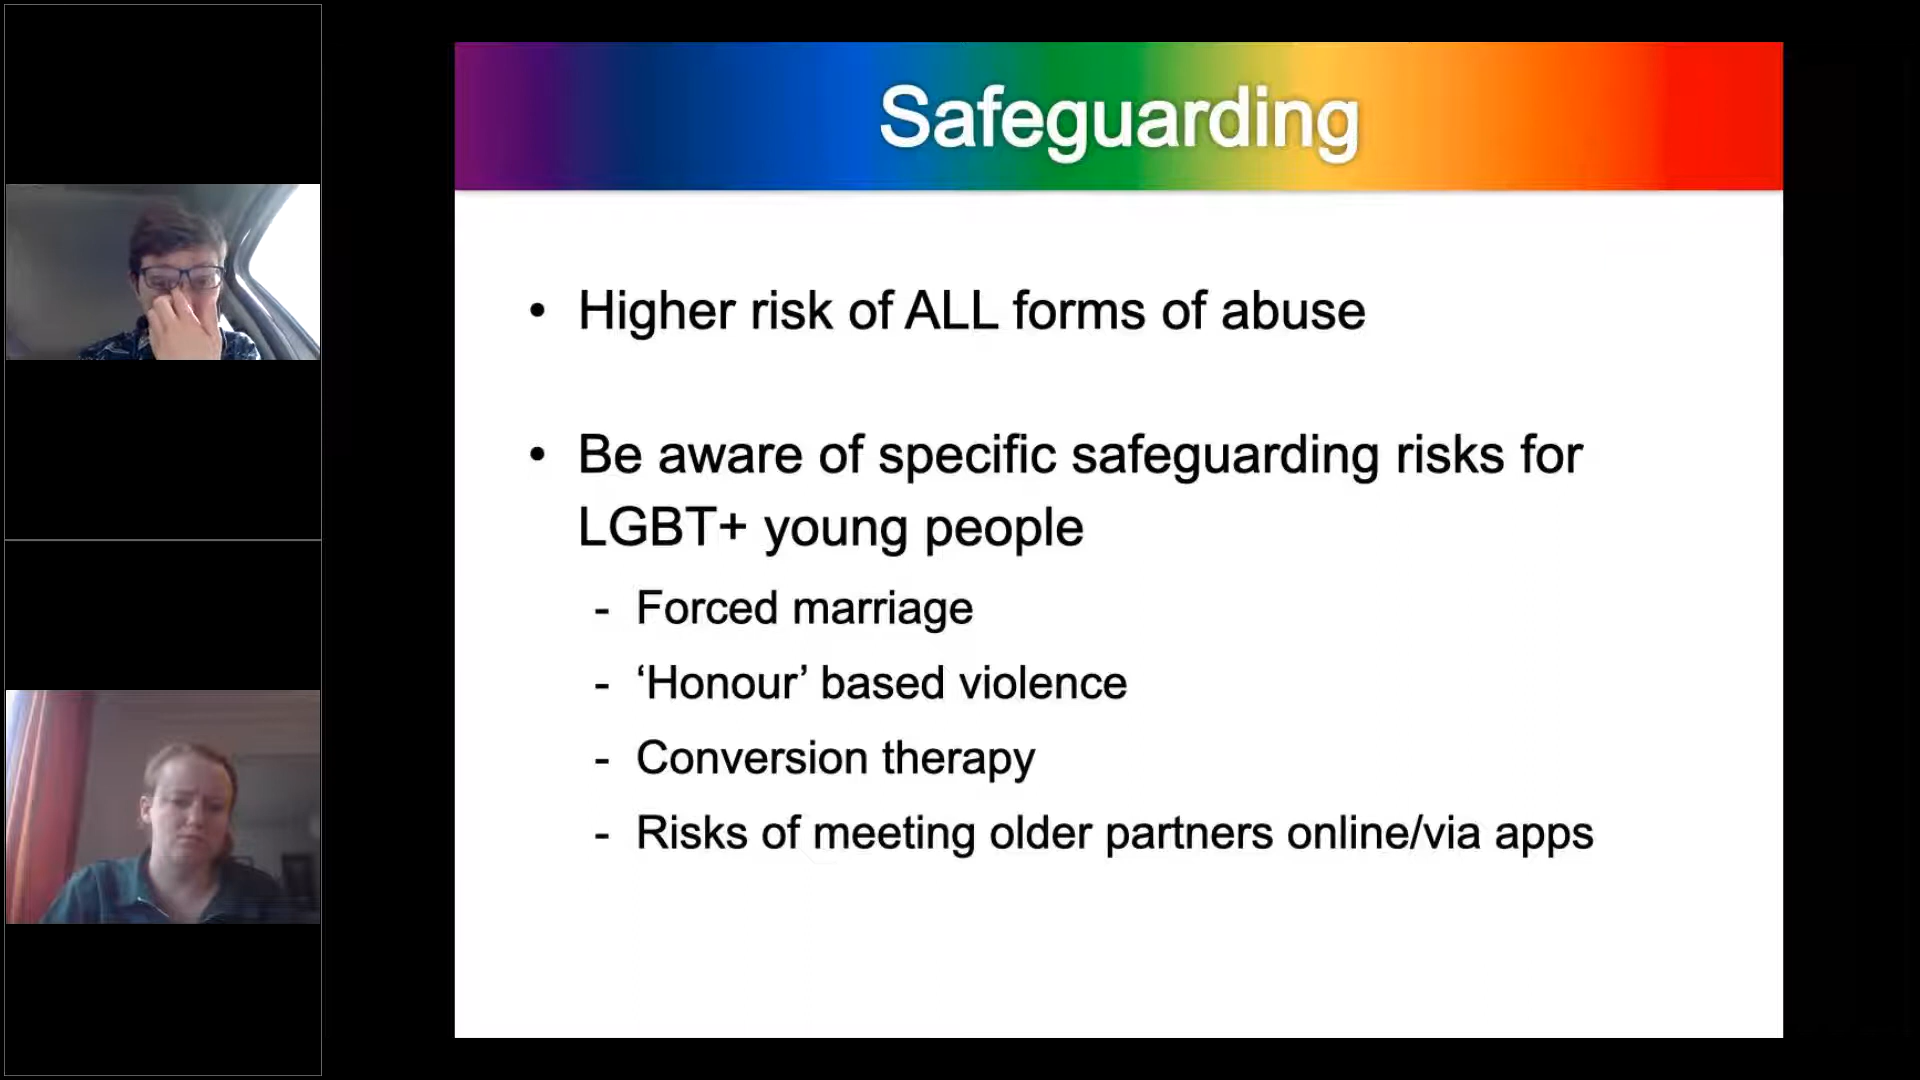 Safeguarding
• Higher risk of ALL forms of abuse
• Be aware of specific safeguarding risks for
LGBT+ young people
- Forced marriage
- ‘Honour’ based violence
- Conversion therapy
- Risks of meeting older partners online/via apps